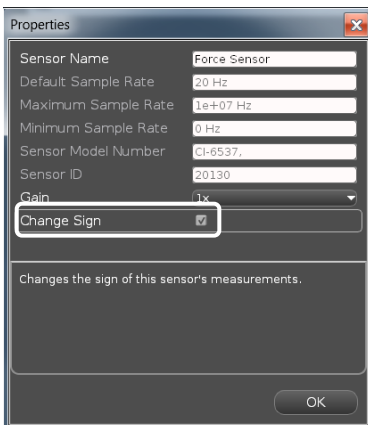 Properties
Sensor Name Force Sensor
Default Sample Rate 20 Hz
Maximum Sample Rate 1e+07 Hz
Minimum Sample Rate 0 Hz
Sensor Model Number CI-6537,
Sensor ID 20130
Gain 1x
Change Sign
Changes the sign of this sensor's measurements.
OK